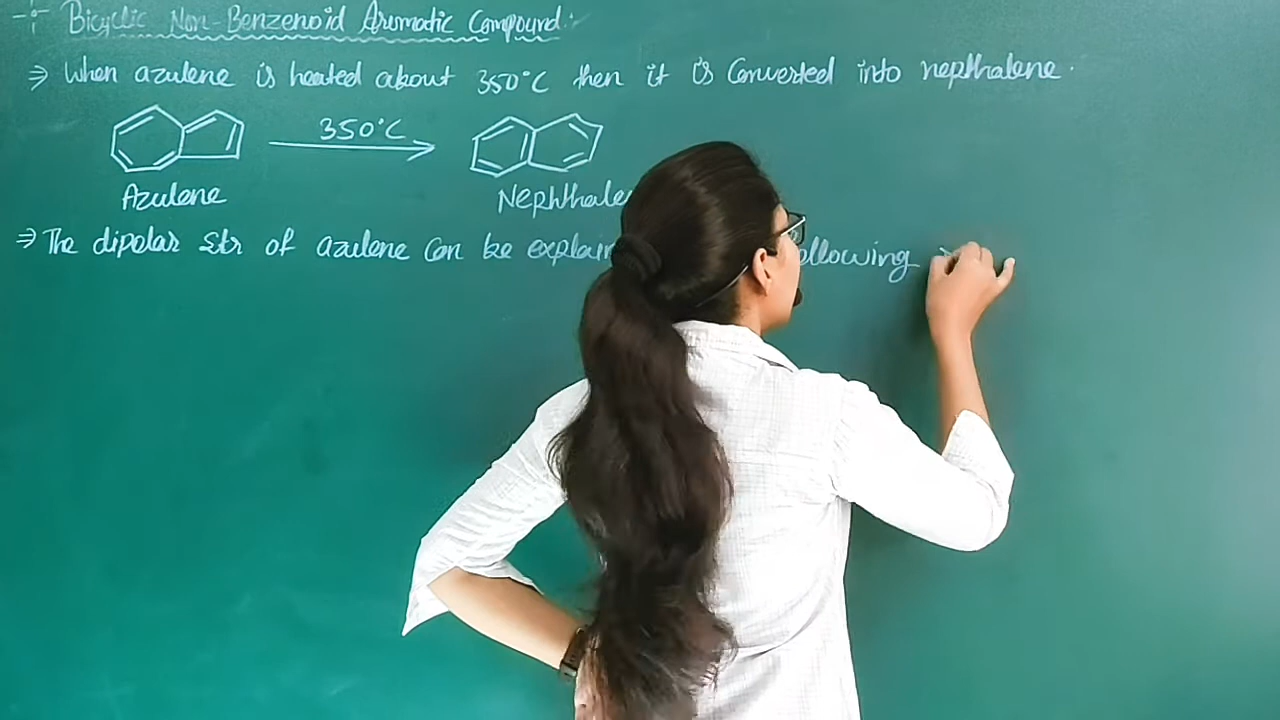 Bicyclic Non-Benzenoid Aromatic Compound:
⇒ When azulene is heated about 350°C then it is Converted into nepthalene.
350°C
Azulene Nephthale
⇒ The dipolar Str of azulene can be explain ollowing